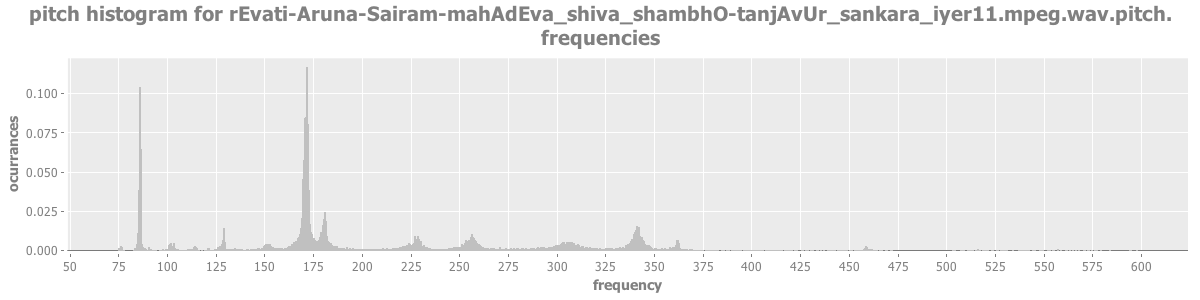 pitch histogram for rEvati-Aruna-Sairam-mahAdEva_shiva_shambhO-tanjAvUr_sankara_iyer11.mpeg.wav.pitch.
frequencies
ocurrances
0.100
0.075
0.050
0.025
0.000
50 75 100 125 150 175 200 225 250 275 300 325 350 375 400 425 450 475 500 525 550 575 600
frequency